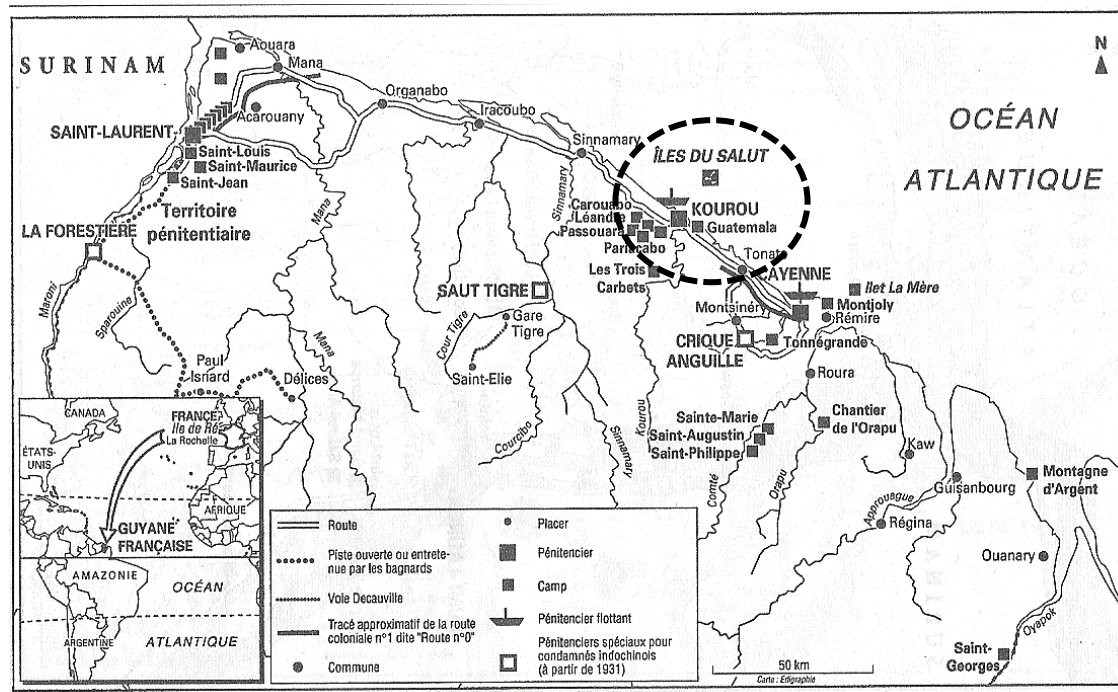 SURINAM
Aouara
Mana
Organabo
Iracoubo
Sinnamary
Acarouany
SAINT-LAURENT
Saint-Louis
Saint-Maurice
Saint-Jean
Territoire
pénitentiaire
LA FORESTIÈRE
Maroni
Sparouine
Mana
Mana
Paul
Isnard
Délices
N
OCÉAN
ATLANTIQUE
ÎLES DU SALUT
KOUROU
Guatemala
Carouabo
Léandre
Passoura
Pariacabo
Les Trois
Carbets
Sinnamary
SAUT TIGRE
Gare
Tigre
Cour Tigre
Saint-Elie
Courcibo
Sinnamary
Kourou
Tonate
CAYENNE
Ilet La Mère
Montjoly
Rémire
Montsinéry
CRIQUE
ANGUILLE
Tonnégrande
Roura
Sainte-Marie
Saint-Augustin
Saint-Philippe
Chantier
de l'Orapu
Comté
Orapu
Kaw
Guisanbourg
Approuague
Régina
Montagne
d'Argent
Ouanary
Oyapok
Saint-
Georges
CANADA
FRANCE
Ile de Ré
La Rochelle
ÉTATS-
UNIS
AFRIQUE
GUYANE
FRANÇAISE
AMAZONIE
OCÉAN
ARGENTINE
ATLANTIQUE
Route
Piste ouverte ou entrete-
nue par les bagnards
Voie Decauville
Tracé approximatif de la route
coloniale n°1 dite "Route n°0"
Commune
Placer
Pénitencier
Camp
Pénitencier flottant
Pénitenciers spéciaux pour
condamnés indochinois
(à partir de 1931)
50 km
Carte : Edigraphie